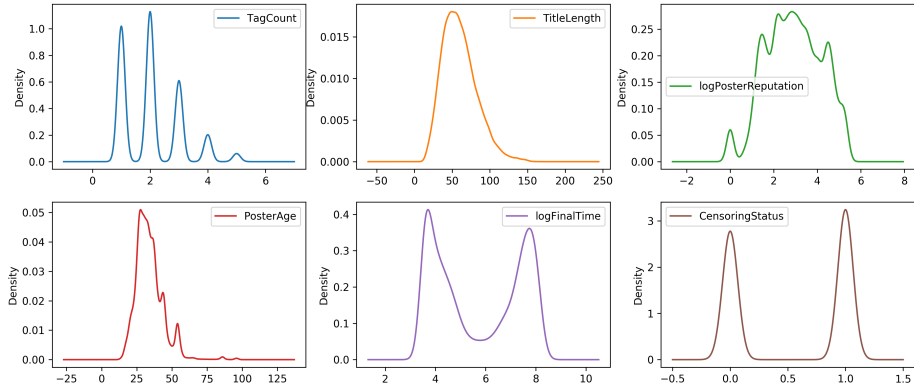 TagCount
Density
1.0
0.8
0.6
0.4
0.2
0.0
0 2 4 6
TitleLength
Density
0.015
0.010
0.005
0.000
−50 0 50 100 150 200 250
logPosterReputation
Density
0.25
0.20
0.15
0.10
0.05
0.00
−2 0 2 4 6 8
PosterAge
Density
0.05
0.04
0.03
0.02
0.01
0.00
−25 0 25 50 75 100 125
logFinalTime
Density
0.4
0.3
0.2
0.1
0.0
2 4 6 8 10
CensoringStatus
Density
3
2
1
0
−0.5 0.0 0.5 1.0 1.5